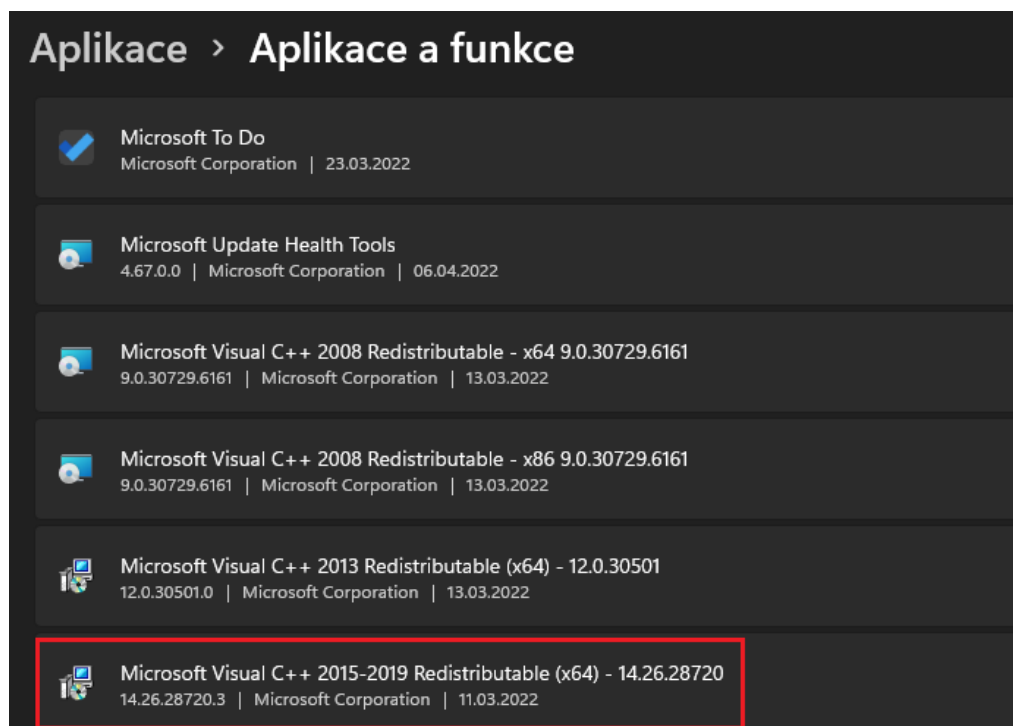 Aplikace > Aplikace a funkce
Microsoft To Do
Microsoft Corporation | 23.03.2022
Microsoft Update Health Tools
4.67.0.0 | Microsoft Corporation | 06.04.2022
Microsoft Visual C++ 2008 Redistributable - x64 9.0.30729.6161
9.0.30729.6161 | Microsoft Corporation | 13.03.2022
Microsoft Visual C++ 2008 Redistributable - x86 9.0.30729.6161
9.0.30729.6161 | Microsoft Corporation | 13.03.2022
Microsoft Visual C++ 2013 Redistributable (x64) - 12.0.30501
12.0.30501.0 | Microsoft Corporation | 13.03.2022
Microsoft Visual C++ 2015-2019 Redistributable (x64) - 14.26.28720
14.26.28720.3 | Microsoft Corporation | 11.03.2022